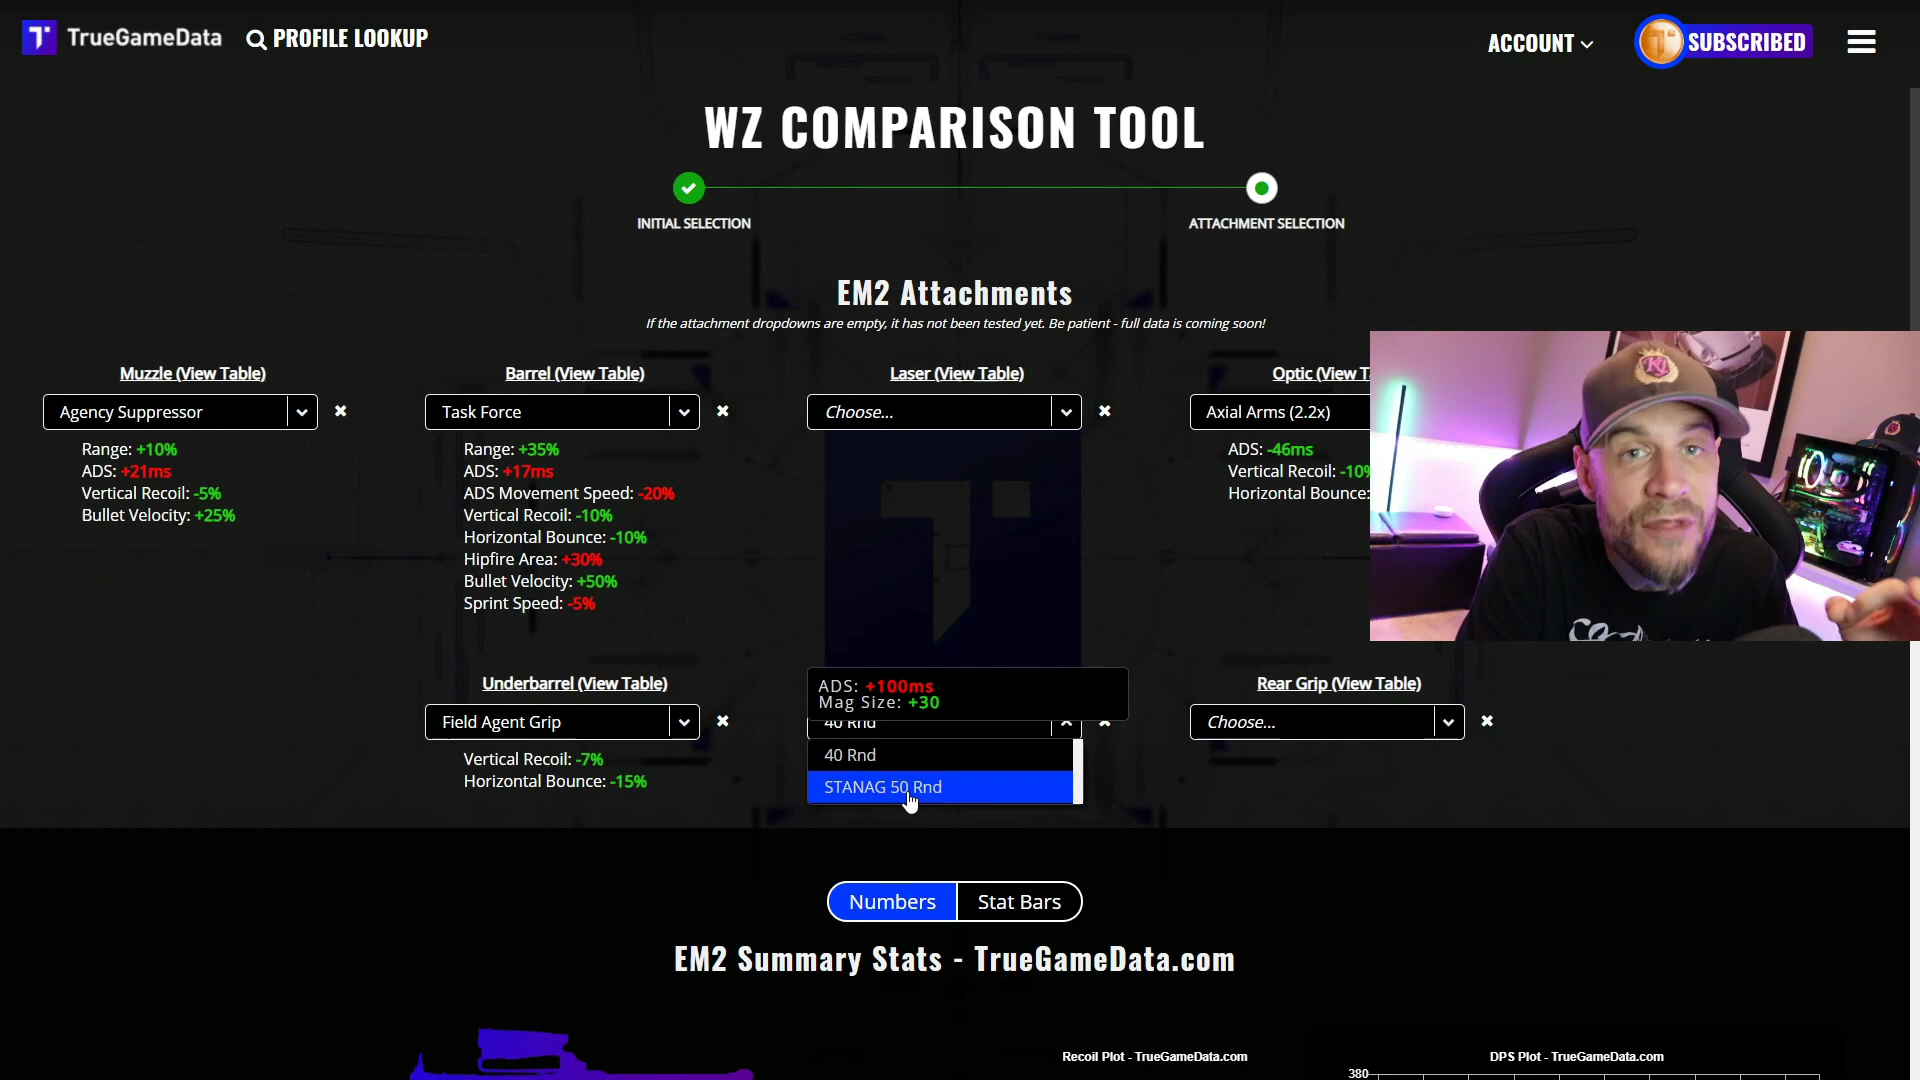 TrueGameData
PROFILE LOOKUP
ACCOUNT
SUBSCRIBED
WZ COMPARISON TOOL
INITIAL SELECTION
ATTACHMENT SELECTION
EM2 Attachments
If the attachment dropdowns are empty, it has not been tested yet. Be patient - full data is coming soon!
Muzzle (View Table)
Agency Suppressor
Range: +10%
ADS: +21ms
Vertical Recoil: -5%
Bullet Velocity: +25%
Barrel (View Table)
Task Force
Range: +35%
ADS: +17ms
ADS Movement Speed: -20%
Vertical Recoil: -10%
Horizontal Bounce: -10%
Hipfire Area: +30%
Bullet Velocity: +50%
Sprint Speed: -5%
Laser (View Table)
Choose...
Optic (View T
Axial Arms (2.2x)
ADS: -46ms
Vertical Recoil: -10%
Horizontal Bounce:
Underbarrel (View Table)
Field Agent Grip
Vertical Recoil: -7%
Horizontal Bounce: -15%
ADS: +100ms
Mag Size: +30
40 Rnd
40 Rnd
STANAG 50 Rnd
Rear Grip (View Table)
Choose...
Numbers
Stat Bars
EM2 Summary Stats - TrueGameData.com
Recoil Plot - TrueGameData.com
DPS Plot - TrueGameData.com
380